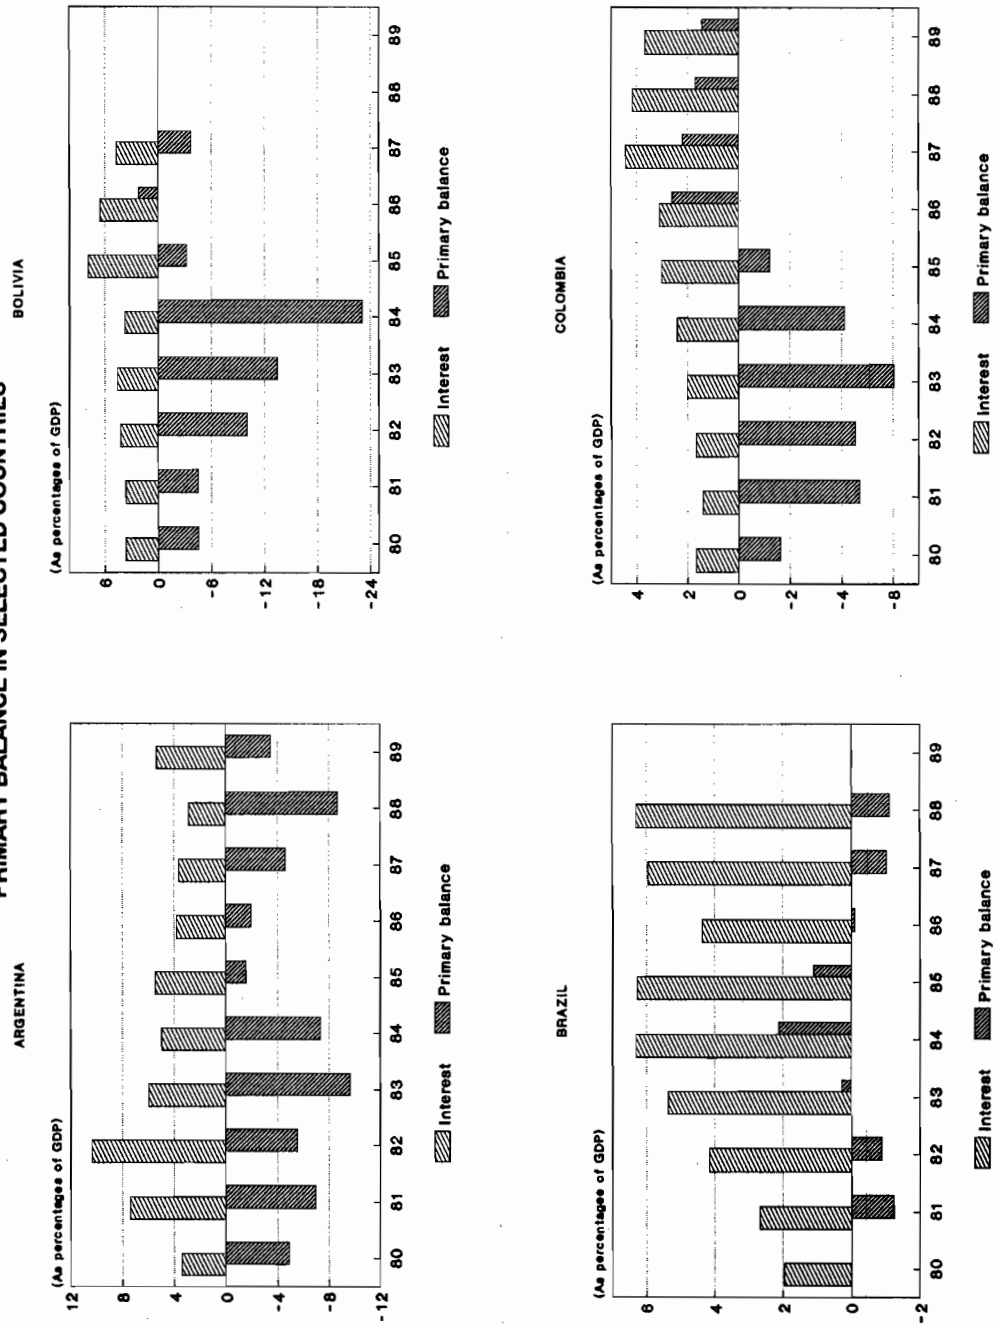 PRIMARY BALANCE IN SELECTED COUNTRIES
ARGENTINA
(As percentages of GDP)
12
8
4
0
-4
-8
-12
80 81 82 83 84 85 86 87 88 89
Interest Primary balance
BOLIVIA
(As percentages of GDP)
6
0
-6
-12
-18
-24
80 81 82 83 84 85 86 87 88 89
Interest Primary balance
BRAZIL
(As percentages of GDP)
6
4
2
0
-2
80 81 82 83 84 85 86 87 88 89
Interest Primary balance
COLOMBIA
(As percentages of GDP)
4
2
0
-2
-4
-6
-8
80 81 82 83 84 85 86 87 88 89
Interest Primary balance